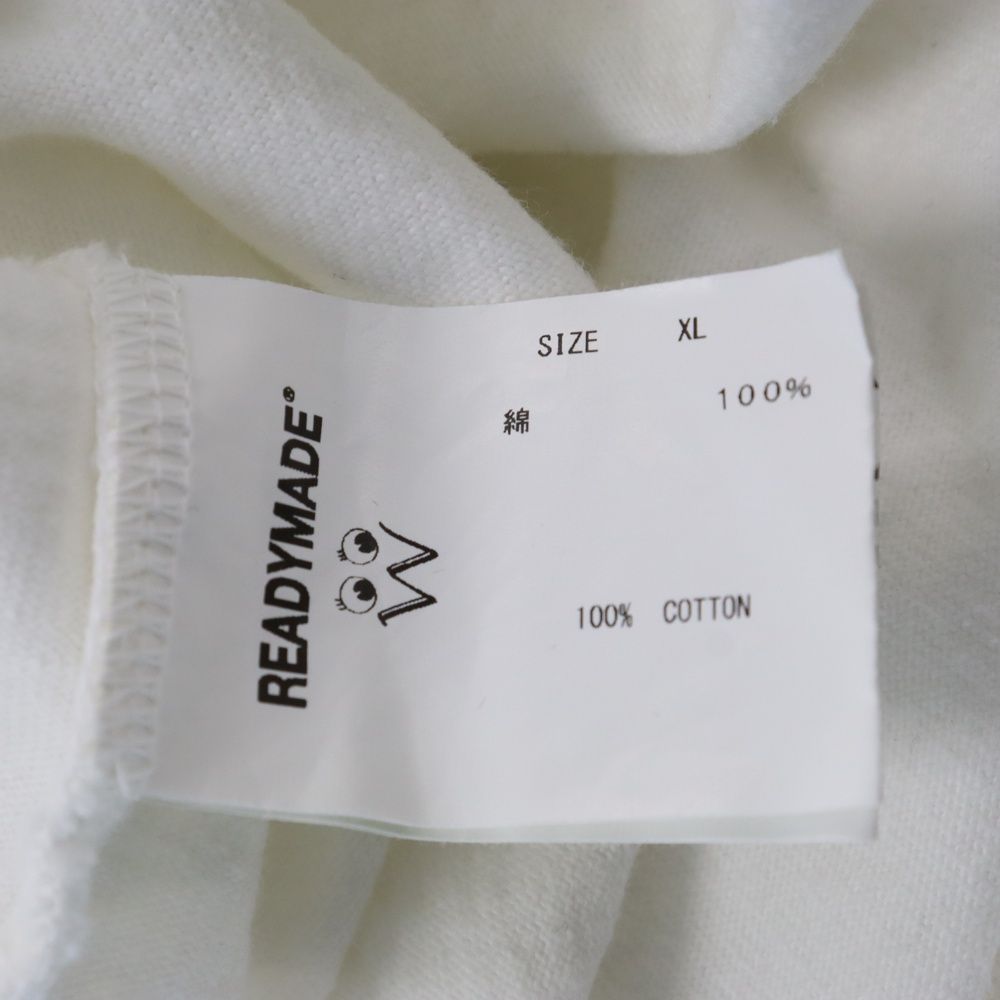 READYMADE®
SIZE XL
綿 100%
100% COTTON